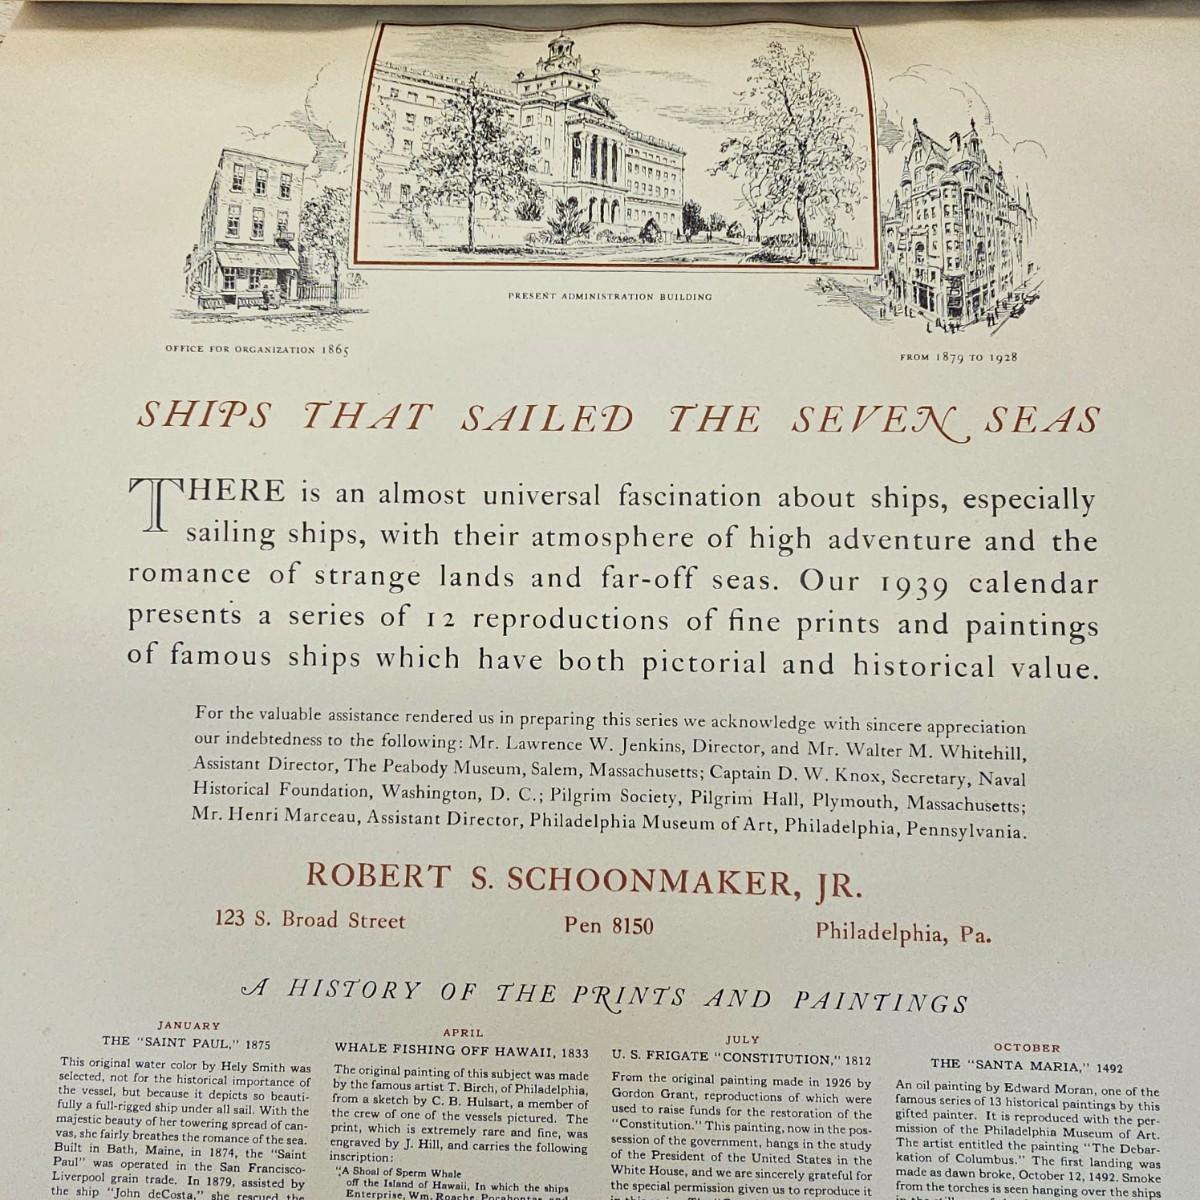 PRESENT ADMINISTRATION BUILDING
OFFICE FOR ORGANIZATION 1865
FROM 1879 TO 1928
SHIPS THAT SAILED THE SEVEN SEAS
THERE is an almost universal fascination about ships, especially
sailing ships, with their atmosphere of high adventure and the
romance of strange lands and far-off seas. Our 1939 calendar
presents a series of 12 reproductions of fine prints and paintings
of famous ships which have both pictorial and historical value.
For the valuable assistance rendered us in preparing this series we acknowledge with sincere appreciation
our indebtedness to the following: Mr. Lawrence W. Jenkins, Director, and Mr. Walter M. Whitehill,
Assistant Director, The Peabody Museum, Salem, Massachusetts; Captain D. W. Knox, Secretary, Naval
Historical Foundation, Washington, D. C.; Pilgrim Society, Pilgrim Hall, Plymouth, Massachusetts;
Mr. Henri Marceau, Assistant Director, Philadelphia Museum of Art, Philadelphia, Pennsylvania.
ROBERT S. SCHOONMAKER, JR.
123 S. Broad Street Pen 8150 Philadelphia, Pa.
A HISTORY OF THE PRINTS AND PAINTINGS
JANUARY
THE "SAINT PAUL," 1875
This original water color by Hely Smith was
selected, not for the historical importance of
the vessel, but because it depicts so beauti-
fully a full-rigged ship under all sail. With the
majestic beauty of her towering spread of can-
vas, she fairly breathes the romance of the sea.
Built in Bath, Maine, in 1874, the "Saint
Paul" was operated in the San Francisco-
Liverpool grain trade. In 1879, assisted by
the ship "John deCosta," she rescued the
APRIL
WHALE FISHING OFF HAWAII, 1833
The original painting of this subject was made
by the famous artist T. Birch, of Philadelphia,
from a sketch by C. B. Hulsart, a member of
the crew of one of the vessels pictured. The
print, which is extremely rare and fine, was
engraved by J. Hill, and carries the following
inscription:
"A Shoal of Sperm Whale
off the Island of Hawaii, In which the ships
Enterprise, Wm. Roache, Pocahontas, and
JULY
U. S. FRIGATE "CONSTITUTION," 1812
From the original painting made in 1926 by
Gordon Grant, reproductions of which were
used to raise funds for the restoration of the
"Constitution." This painting, now in the pos-
session of the government, hangs in the study
of the President of the United States in the
White House, and we are sincerely grateful for
the special permission given us to reproduce it
OCTOBER
THE "SANTA MARIA," 1492
An oil painting by Edward Moran, one of the
famous series of 13 historical paintings by this
gifted painter. It is reproduced with the per-
mission of the Philadelphia Museum of Art.
The artist entitled the painting "The Debar-
kation of Columbus." The first landing was
made as dawn broke, October 12, 1492. Smoke
from the torches is seen hanging over the ships